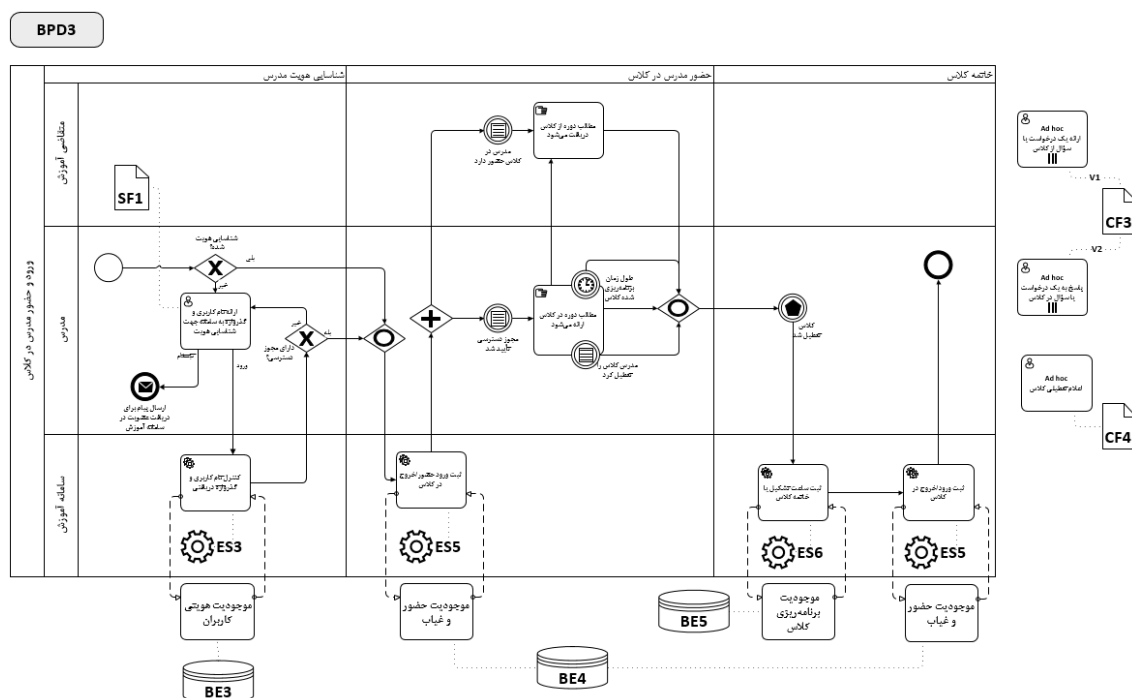 BPD3
شناسایی هویت مدرس
حضور مدرس در کلاس
خاتمه کلاس
ورود و حضور مدرس در کلاس
متقاضی آموزش
مدرس
سامانه آموزش
SF1
مطالب دوره از کلاس
دریافت می‌شود
مدرس در
کلاس حضور دارد
شناسایی هویت
شده؟
بلی
خیر
ارائه نام کاربری و
گذرواژه به سامانه جهت
شناسایی هویت
ثبت‌نام
ورود
خیر
بله
دارای مجوز
دسترسی؟
ارسال پیام برای
دریافت عضویت در
سامانه آموزش
مجوز دسترسی
تأیید شد
مطالب دوره در کلاس
ارائه می‌شود
طول زمان
برنامه‌ریزی
شده کلاس
مدرس کلاس را
تعطیل کرد
کلاس
تعطیل شد
کنترل نام کاربری و
گذرواژه دریافتی
ES3
ثبت ورود/حضور/خروج
در کلاس
ES5
ثبت ساعت تشکیل یا
خاتمه کلاس
ES6
ثبت ورود/خروج در
کلاس
ES5
موجودیت هویتی
کاربران
BE3
موجودیت حضور
و غیاب
BE4
BE5
موجودیت
برنامه‌ریزی
کلاس
موجودیت حضور
و غیاب
Ad hoc
ارائه یک درخواست یا
سؤال از کلاس
V1
CF3
V2
Ad hoc
پاسخ به یک درخواست
یا سؤال در کلاس
Ad hoc
اعلام تعطیلی کلاس
CF4